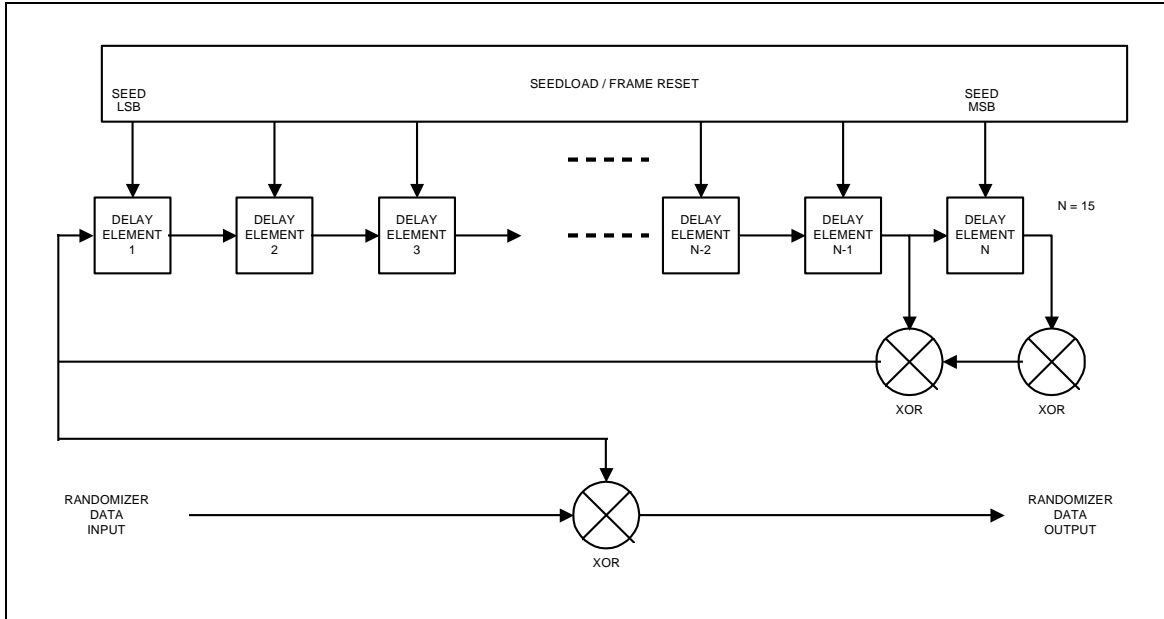 SEEDLOAD / FRAME RESET
SEED
LSB
SEED
MSB
DELAY
ELEMENT
1
DELAY
ELEMENT
2
DELAY
ELEMENT
3
DELAY
ELEMENT
N-2
DELAY
ELEMENT
N-1
DELAY
ELEMENT
N
N = 15
XOR
XOR
RANDOMIZER
DATA
INPUT
RANDOMIZER
DATA
OUTPUT
XOR